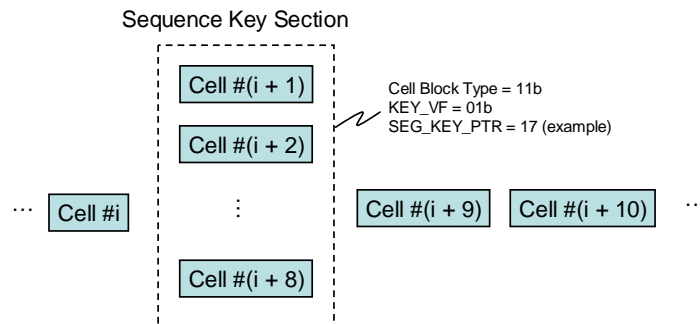 Sequence Key Section
Cell #(i + 1)
Cell Block Type = 11b
KEY_VF = 01b
SEG_KEY_PTR = 17 (example)
Cell #(i + 2)
...
Cell #i
⋮
Cell #(i + 9)
Cell #(i + 10)
..
Cell #(i + 8)